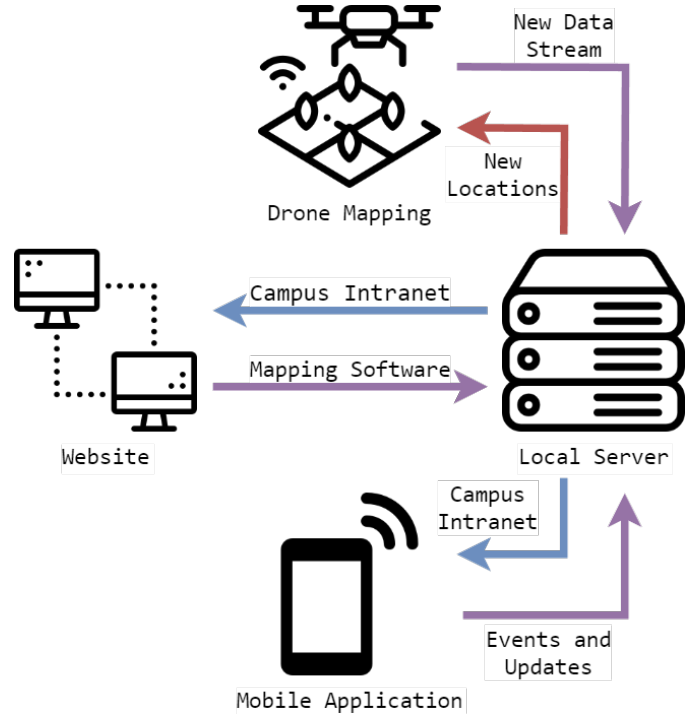 New Data
Stream
New
Locations
Drone Mapping
Campus Intranet
Mapping Software
Website
Local Server
Campus
Intranet
Events and
Updates
Mobile Application